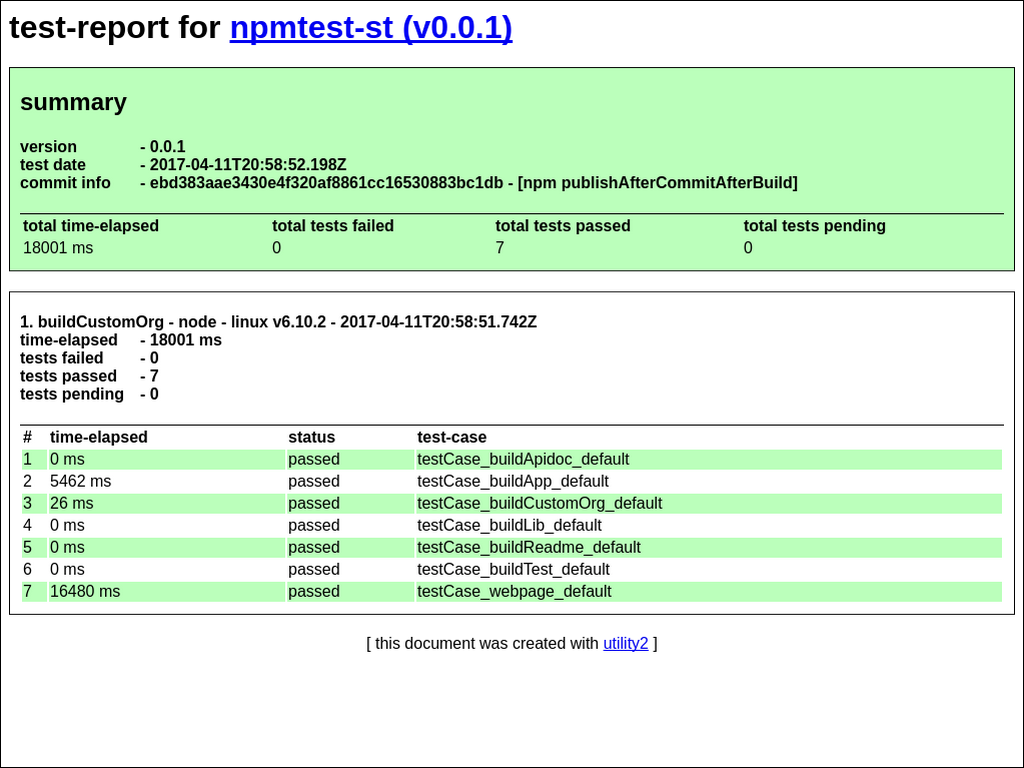 test-report for npmtest-st (v0.0.1)
summary
version - 0.0.1
test date - 2017-04-11T20:58:52.198Z
commit info - ebd383aae3430e4f320af8861cc16530883bc1db - [npm publishAfterCommitAfterBuild]
total time-elapsed total tests failed total tests passed total tests pending
18001 ms 0 7 0
1. buildCustomOrg - node - linux v6.10.2 - 2017-04-11T20:58:51.742Z
time-elapsed - 18001 ms
tests failed - 0
tests passed - 7
tests pending - 0
# time-elapsed status test-case
1 0 ms passed testCase_buildApidoc_default
2 5462 ms passed testCase_buildApp_default
3 26 ms passed testCase_buildCustomOrg_default
4 0 ms passed testCase_buildLib_default
5 0 ms passed testCase_buildReadme_default
6 0 ms passed testCase_buildTest_default
7 16480 ms passed testCase_webpage_default
[ this document was created with utility2 ]